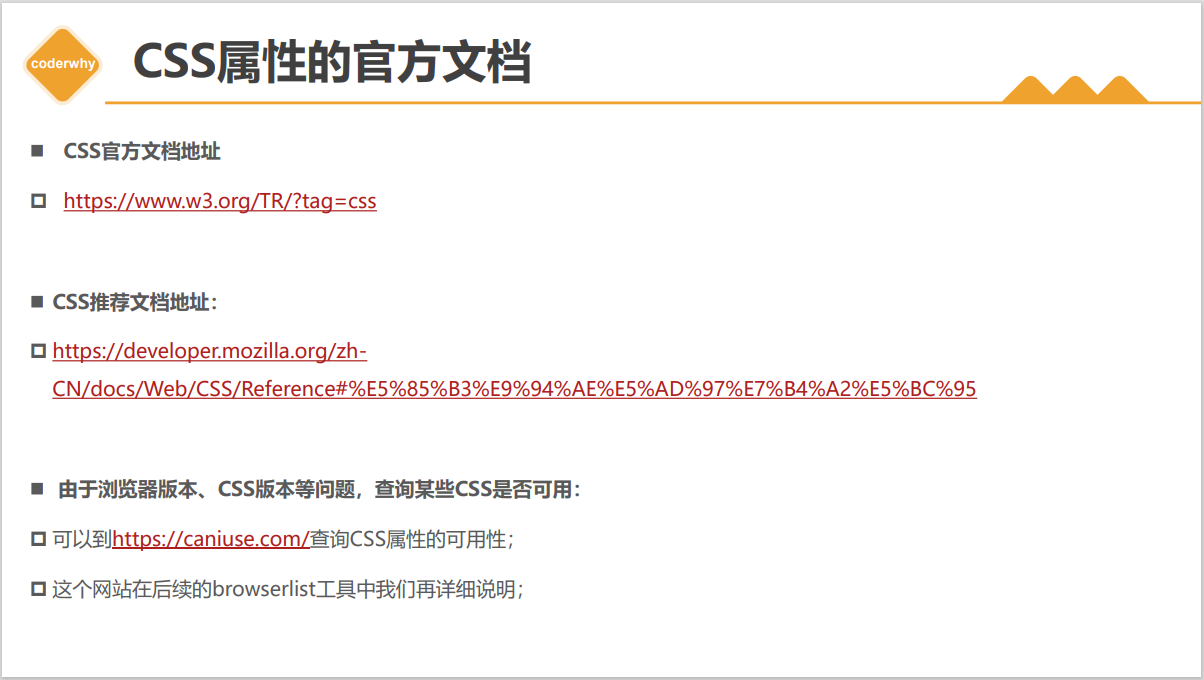 coderwhy
CSS属性的官方文档
CSS官方文档地址
https://www.w3.org/TR/?tag=css
CSS推荐文档地址：
https://developer.mozilla.org/zh-
CN/docs/Web/CSS/Reference#%E5%85%B3%E9%94%AE%E5%AD%97%E7%B4%A2%E5%BC%95
由于浏览器版本、CSS版本等问题，查询某些CSS是否可用：
可以到https://caniuse.com/查询CSS属性的可用性；
这个网站在后续的browserlist工具中我们再详细说明；